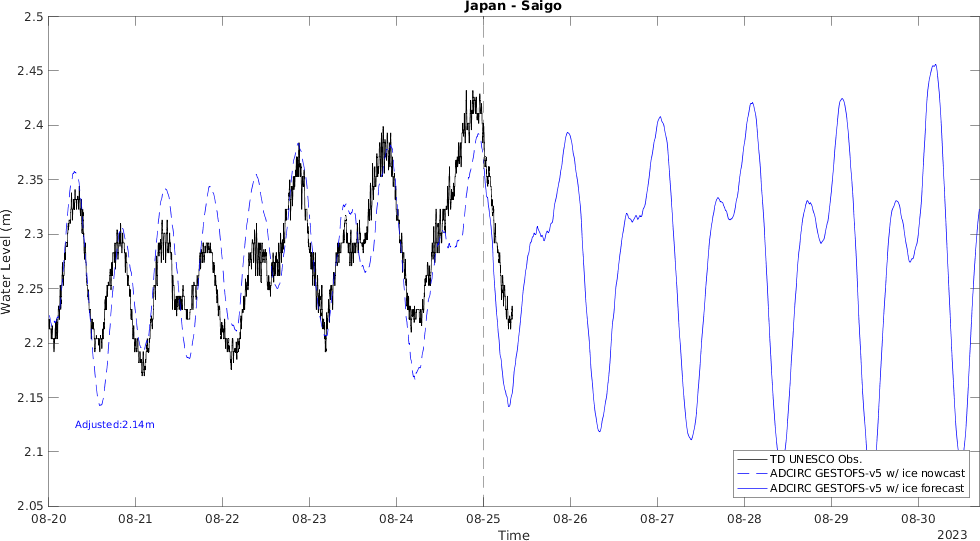 Japan - Saigo
2.5
2.45
2.4
2.35
2.3
2.25
2.2
2.15
2.1
2.05
Water Level (m)
Adjusted:2.14m
TD UNESCO Obs.
ADCIRC GESTOFS-v5 w/ ice nowcast
ADCIRC GESTOFS-v5 w/ ice forecast
08-20 08-21 08-22 08-23 08-24 08-25 08-26 08-27 08-28 08-29 08-30
Time
2023